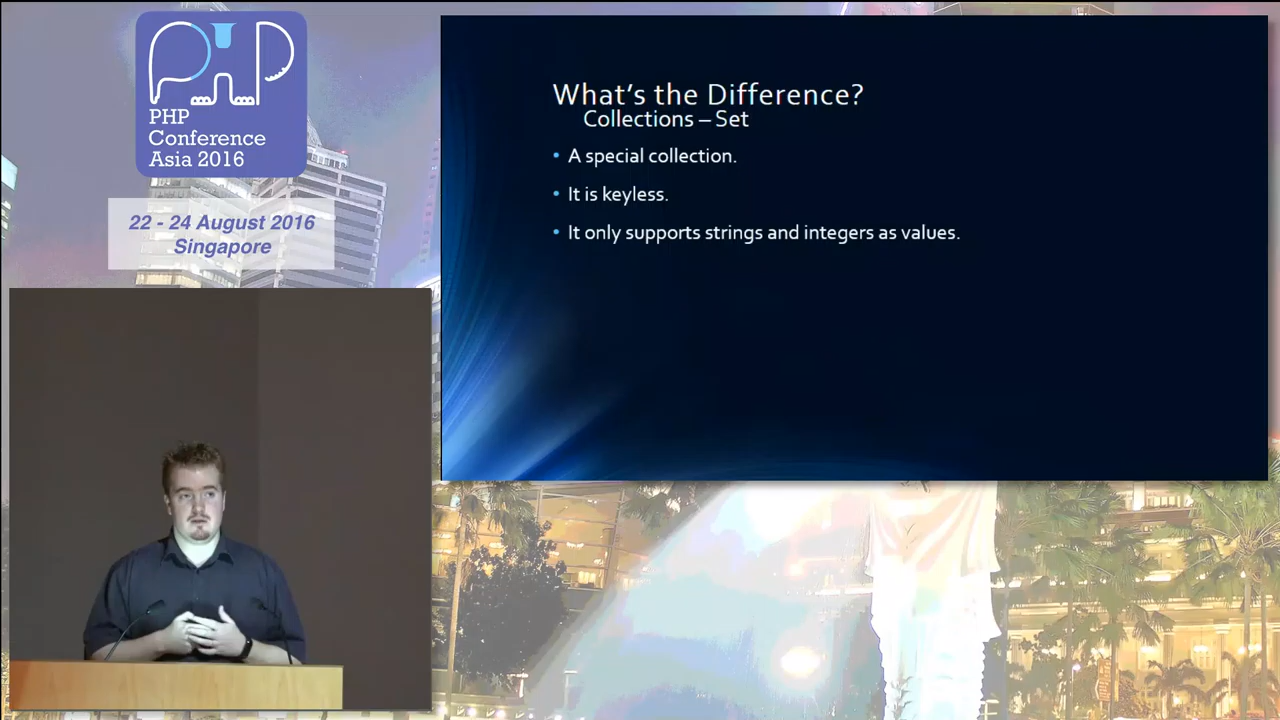 PHP
Conference
Asia 2016
22 - 24 August 2016
Singapore
What's the Difference?
Collections – Set
• A special collection.
• It is keyless.
• It only supports strings and integers as values.